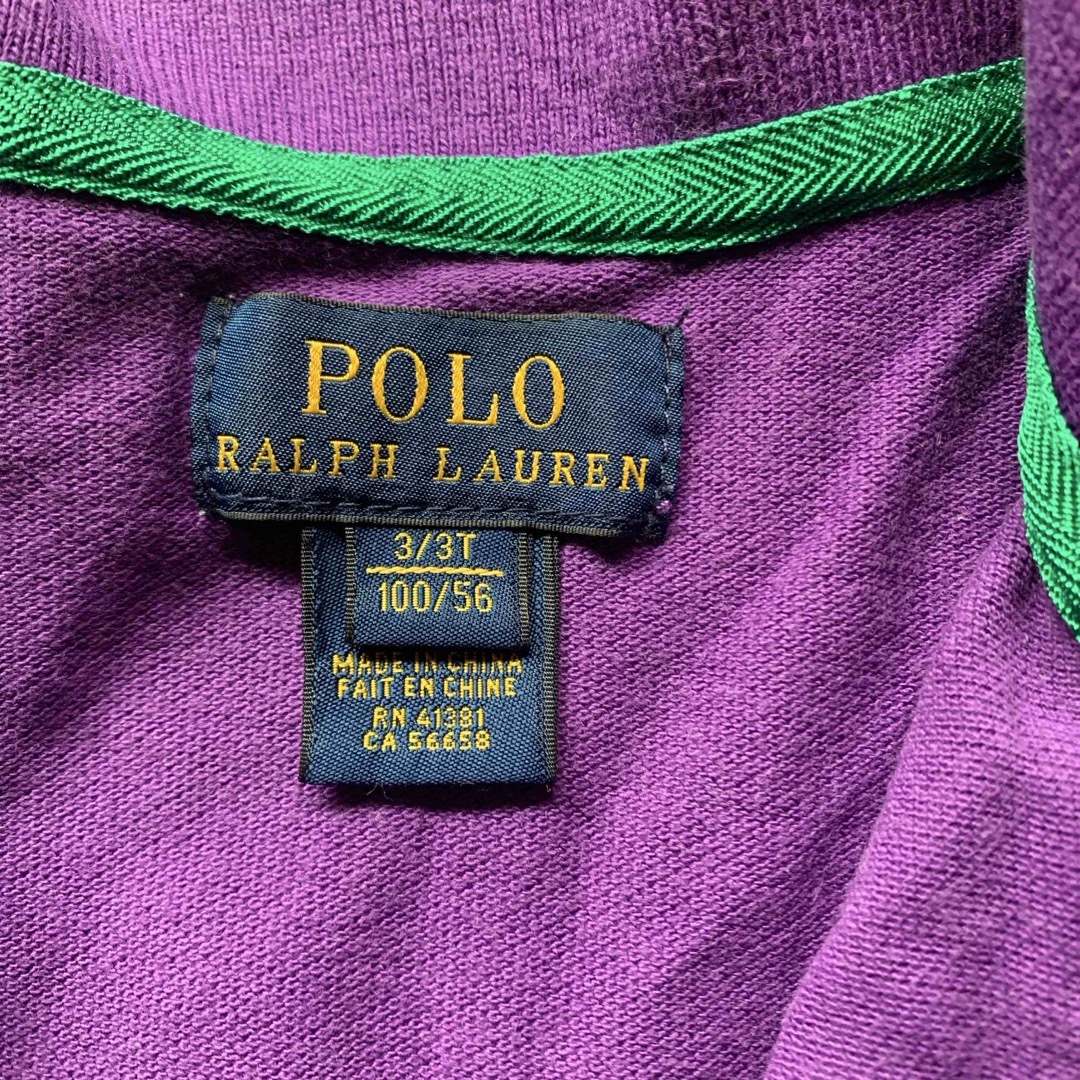 POLO
RALPH LAUREN
3/3T
100/56
MADE IN CHINA
FAIT EN CHINE
RN 41381
CA 56658